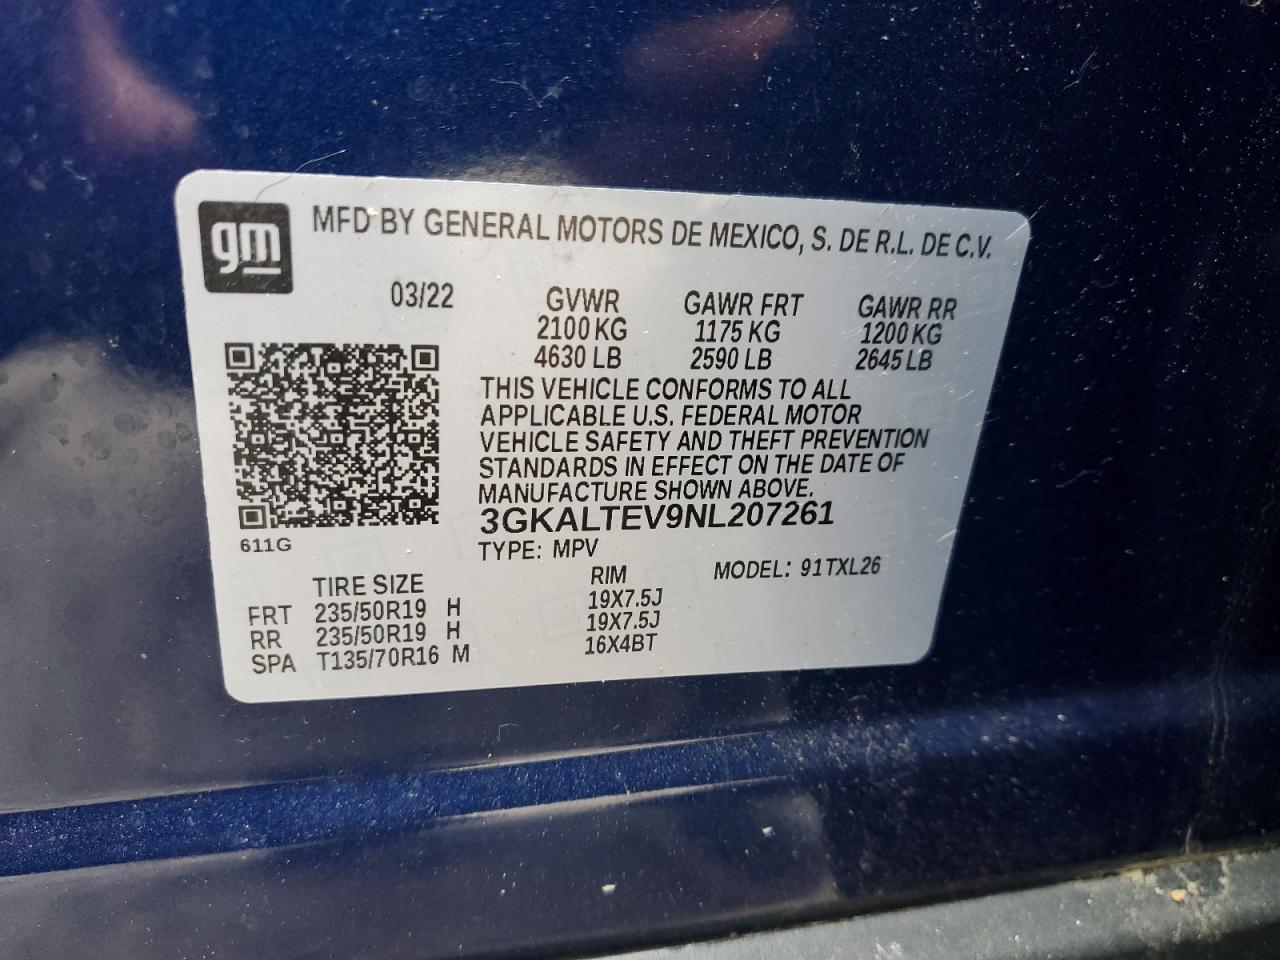 gm
MFD BY GENERAL MOTORS DE MEXICO, S. DE R.L. DE C.V.
03/22 GVWR GAWR FRT GAWR RR
2100 KG 1175 KG 1200 KG
4630 LB 2590 LB 2645 LB
THIS VEHICLE CONFORMS TO ALL
APPLICABLE U.S. FEDERAL MOTOR
VEHICLE SAFETY AND THEFT PREVENTION
STANDARDS IN EFFECT ON THE DATE OF
MANUFACTURE SHOWN ABOVE.
3GKALTEV9NL207261
611G
TYPE: MPV MODEL: 91TXL26
TIRE SIZE RIM
FRT 235/50R19 H 19X7.5J
RR 235/50R19 H 19X7.5J
SPA T135/70R16 M 16X4BT